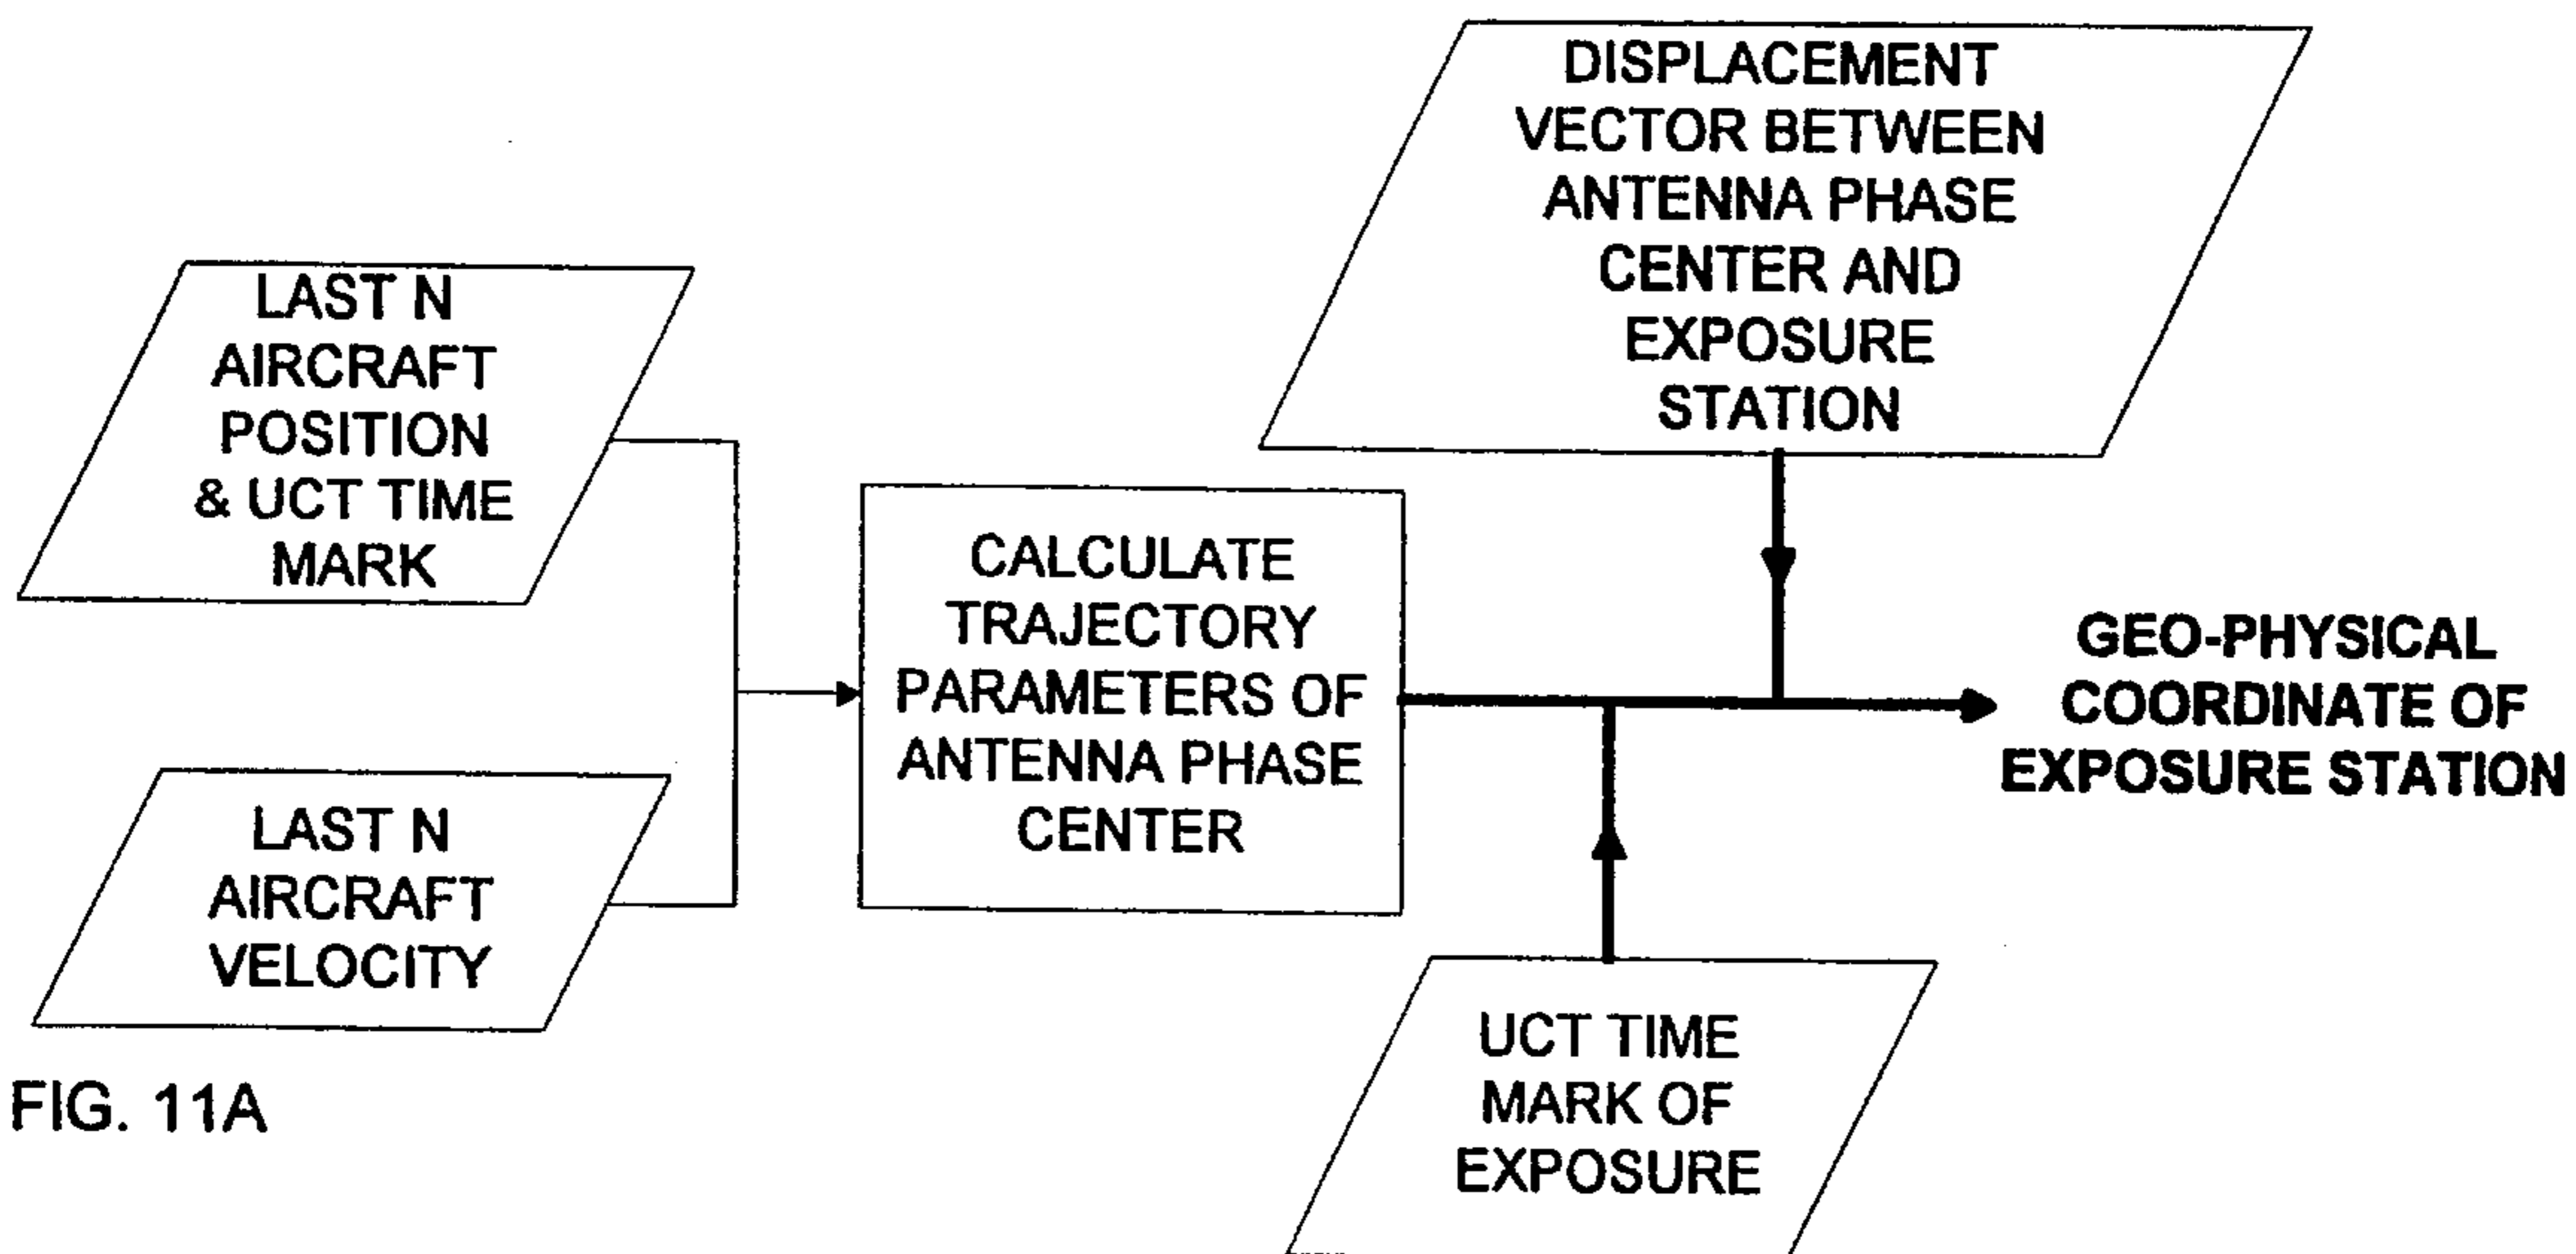 DISPLACEMENT
VECTOR BETWEEN
ANTENNA PHASE
CENTER AND
EXPOSURE
STATION
LAST N
AIRCRAFT
POSITION
& UCT TIME
MARK
CALCULATE
TRAJECTORY
PARAMETERS OF
ANTENNA PHASE
CENTER
GEO-PHYSICAL
COORDINATE OF
EXPOSURE STATION
LAST N
AIRCRAFT
VELOCITY
UCT TIME
MARK OF
EXPOSURE
FIG. 11A